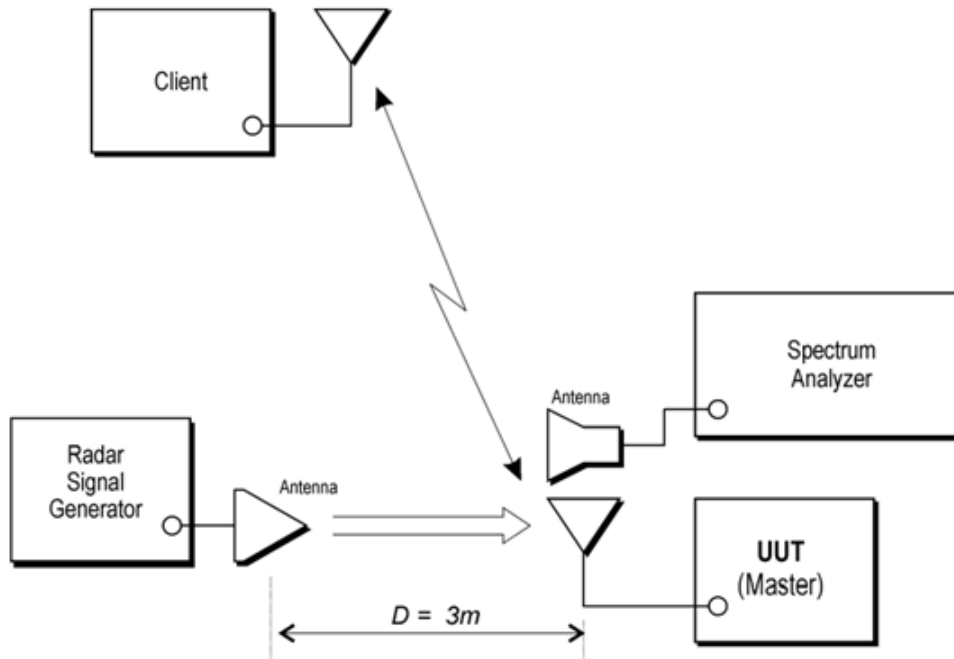 Client
Spectrum
Analyzer
Antenna
Radar
Signal
Generator
Antenna
UUT
(Master)
D = 3m